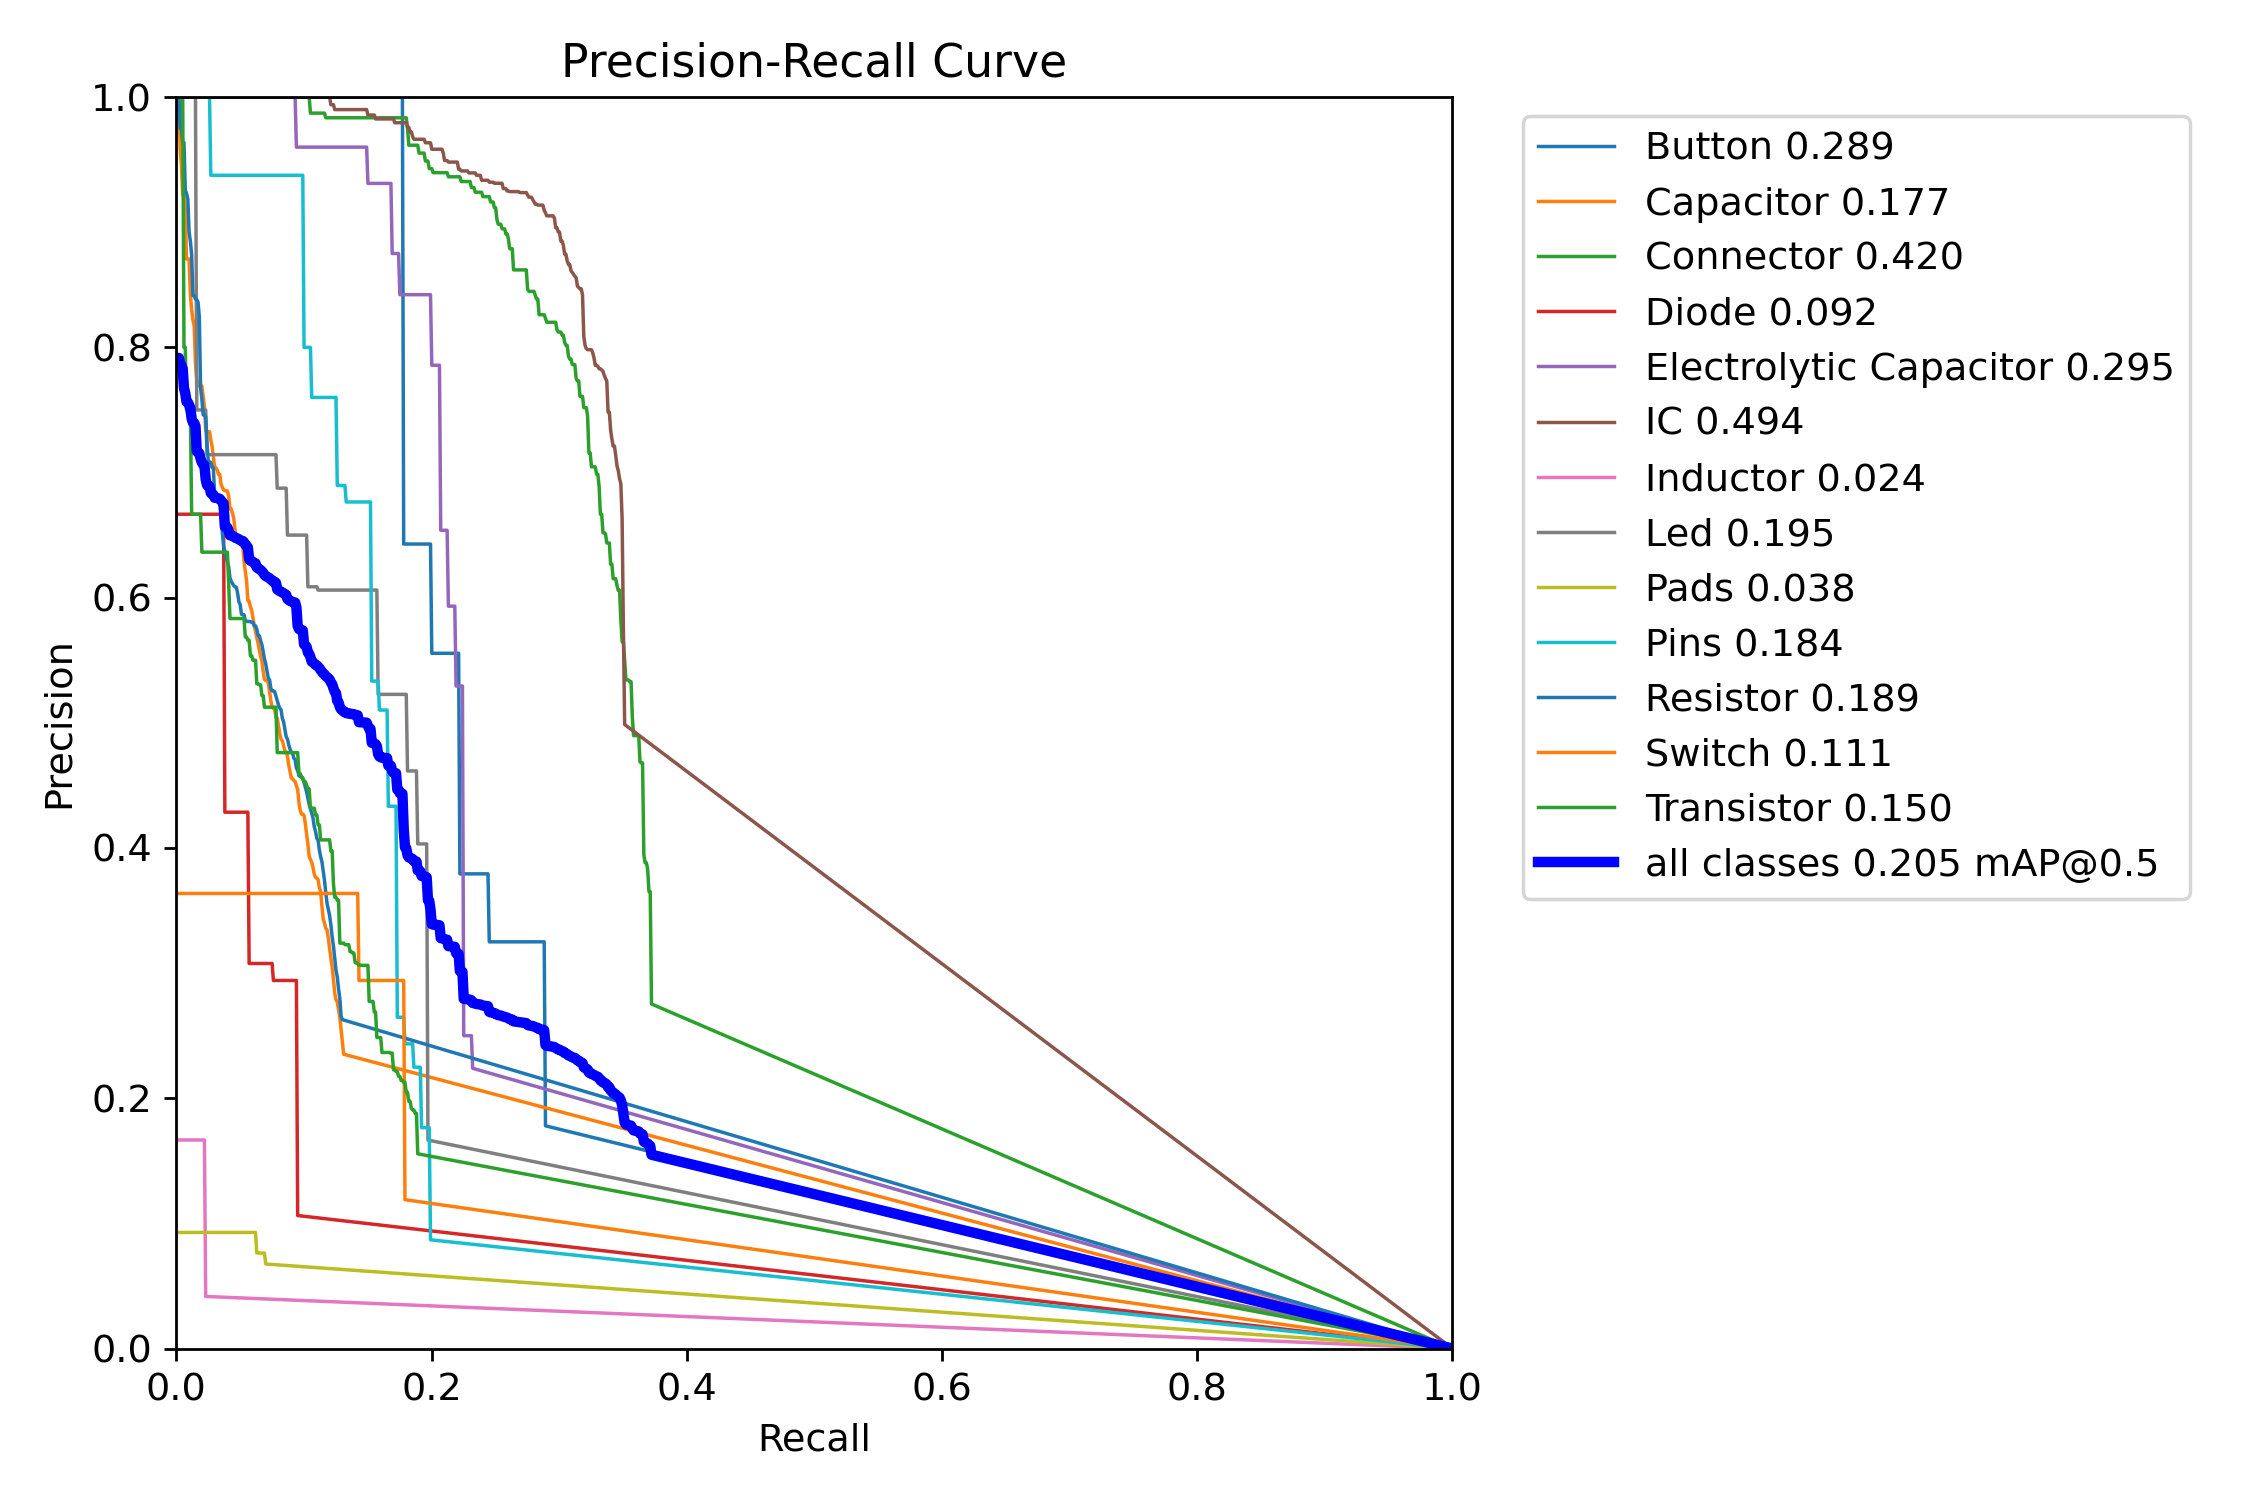 Precision-Recall Curve
1.0
0.8
0.6
0.4
0.2
0.0
Precision
0.0 0.2 0.4 0.6 0.8 1.0
Recall
Button 0.289
Capacitor 0.177
Connector 0.420
Diode 0.092
Electrolytic Capacitor 0.295
IC 0.494
Inductor 0.024
Led 0.195
Pads 0.038
Pins 0.184
Resistor 0.189
Switch 0.111
Transistor 0.150
all classes 0.205 mAP@0.5